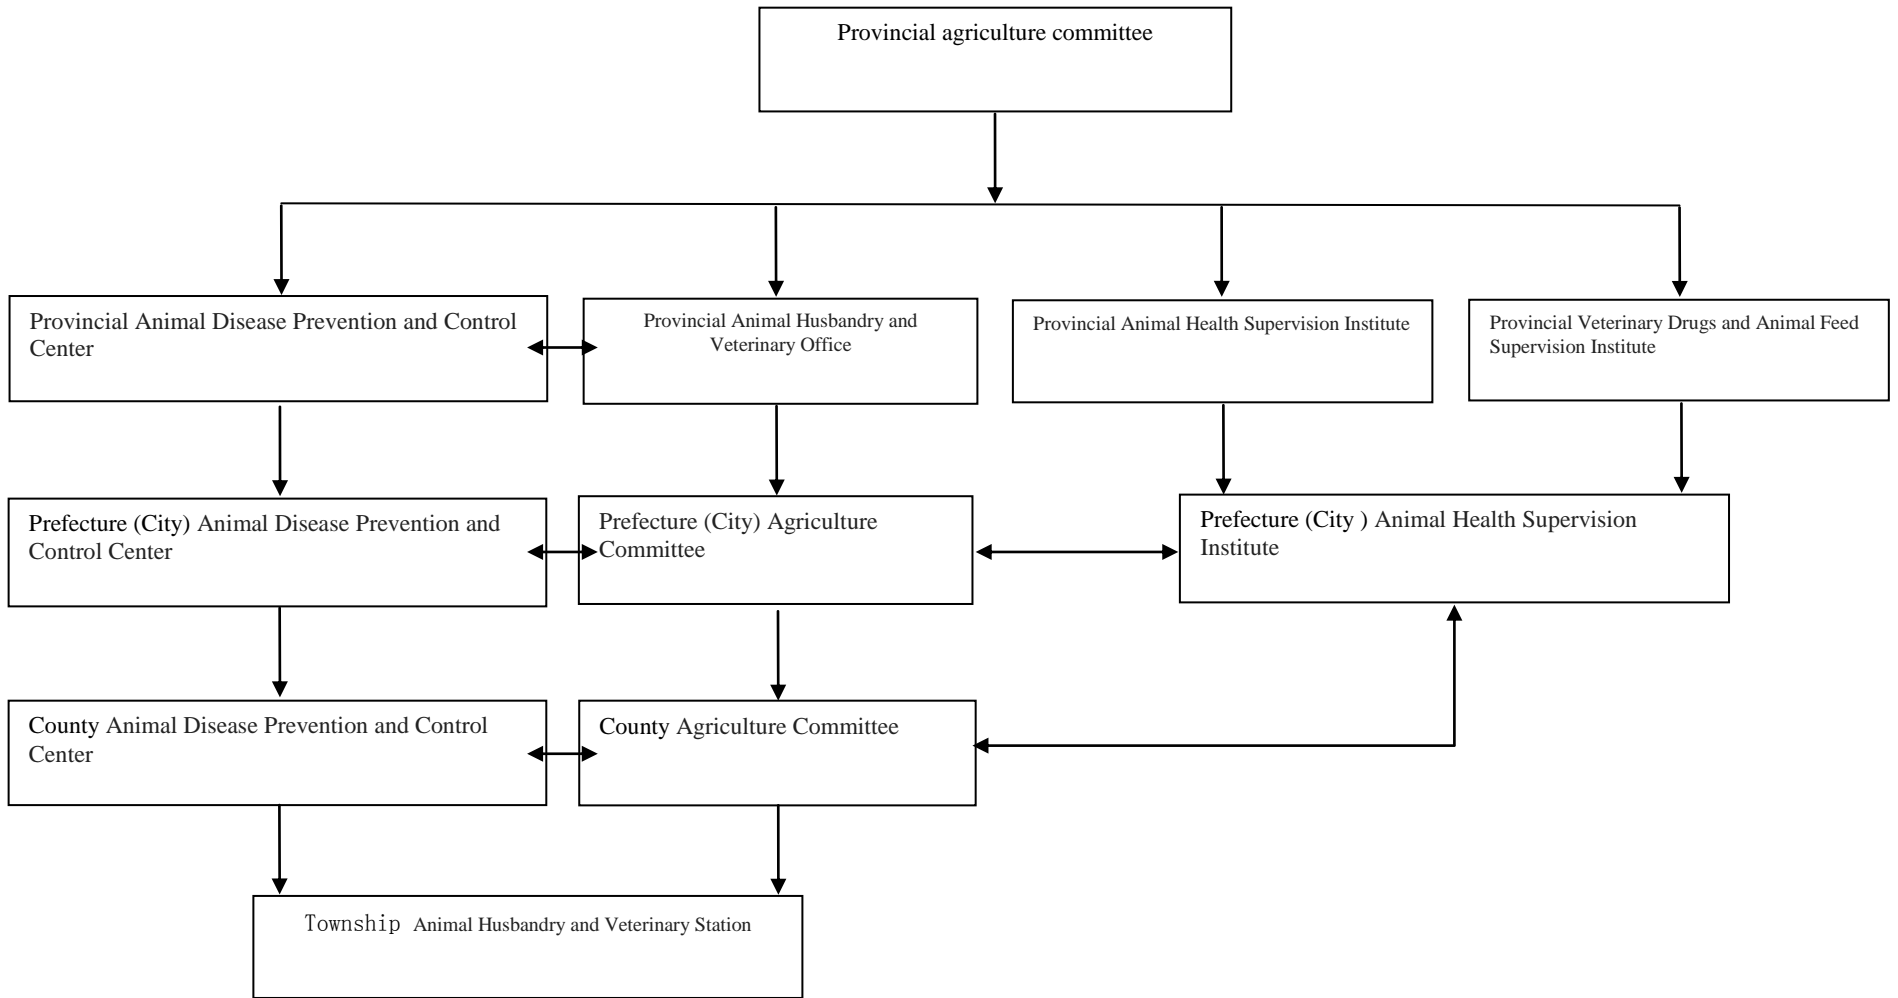 Provincial agriculture committee
Provincial Animal Disease Prevention and Control
Center
Provincial Animal Husbandry and
Veterinary Office
Provincial Animal Health Supervision Institute
Provincial Veterinary Drugs and Animal Feed
Supervision Institute
Prefecture (City) Animal Disease Prevention and
Control Center
Prefecture (City) Agriculture
Committee
Prefecture (City ) Animal Health Supervision
Institute
County Animal Disease Prevention and Control
Center
County Agriculture Committee
Township Animal Husbandry and Veterinary Station